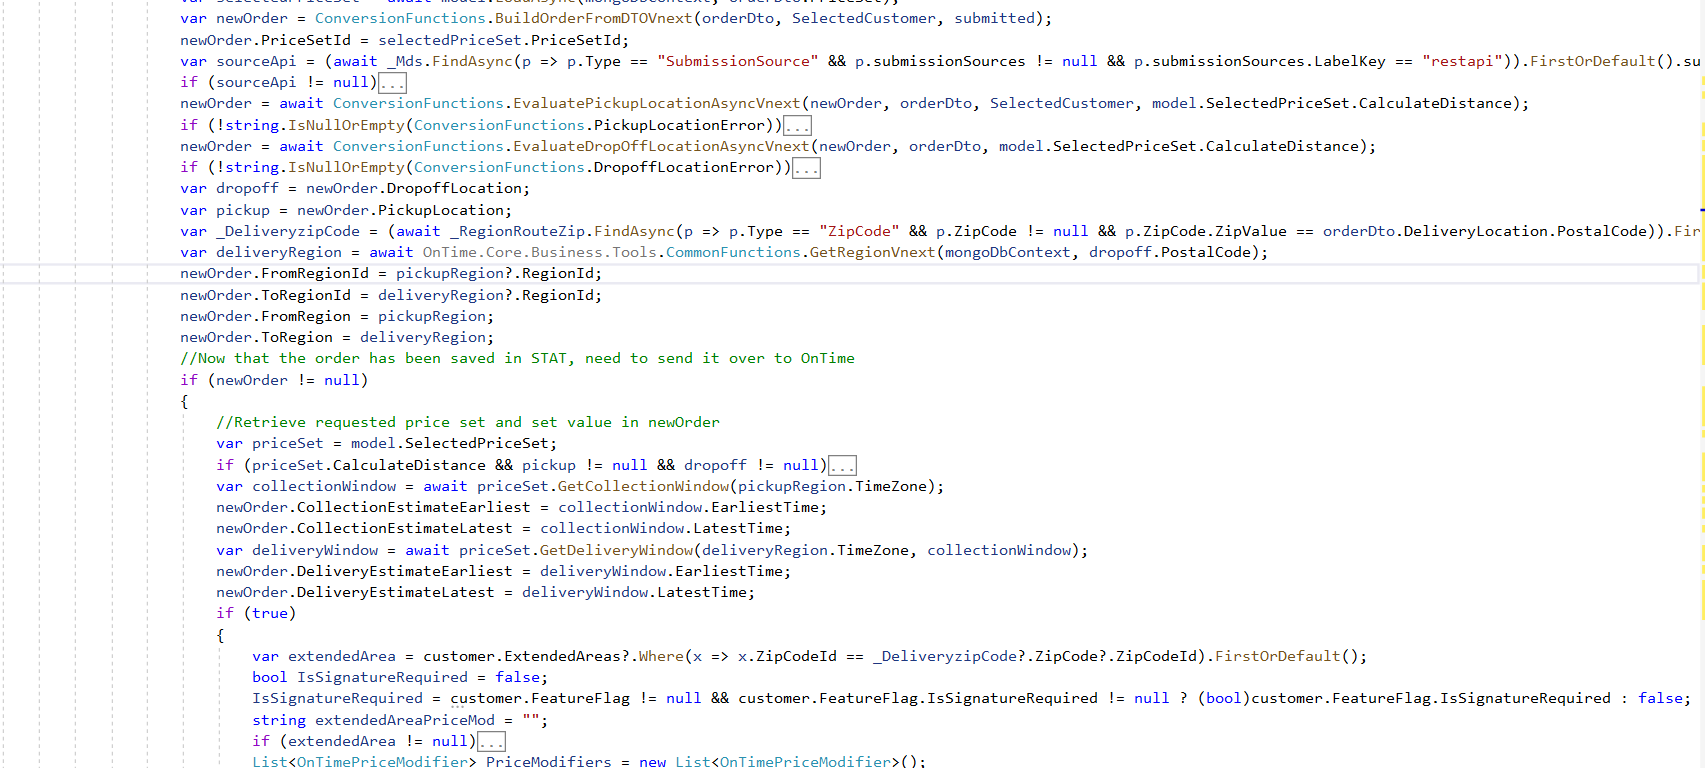 var newOrder = ConversionFunctions.BuildOrderFromDTOVnext(orderDto, SelectedCustomer, submitted);
newOrder.PriceSetId = selectedPriceSet.PriceSetId;
var sourceApi = (await _Mds.FindAsync(p => p.Type == "SubmissionSource" && p.submissionSources != null && p.submissionSources.LabelKey == "restapi")).FirstOrDefault().su
if (sourceApi != null)...
newOrder = await ConversionFunctions.EvaluatePickupLocationAsyncVnext(newOrder, orderDto, SelectedCustomer, model.SelectedPriceSet.CalculateDistance);
if (!string.IsNullOrEmpty(ConversionFunctions.PickupLocationError))...
newOrder = await ConversionFunctions.EvaluateDropOffLocationAsyncVnext(newOrder, orderDto, model.SelectedPriceSet.CalculateDistance);
if (!string.IsNullOrEmpty(ConversionFunctions.DropoffLocationError))...
var dropoff = newOrder.DropoffLocation;
var pickup = newOrder.PickupLocation;
var _DeliveryzipCode = (await _RegionRouteZip.FindAsync(p => p.Type == "ZipCode" && p.ZipCode != null && p.ZipCode.ZipValue == orderDto.DeliveryLocation.PostalCode)).Fir
var deliveryRegion = await OnTime.Core.Business.Tools.CommonFunctions.GetRegionVnext(mongoDbContext, dropoff.PostalCode);
newOrder.FromRegionId = pickupRegion?.RegionId;
newOrder.ToRegionId = deliveryRegion?.RegionId;
newOrder.FromRegion = pickupRegion;
newOrder.ToRegion = deliveryRegion;
//Now that the order has been saved in STAT, need to send it over to OnTime
if (newOrder != null)
{
//Retrieve requested price set and set value in newOrder
var priceSet = model.SelectedPriceSet;
if (priceSet.CalculateDistance && pickup != null && dropoff != null)...
var collectionWindow = await priceSet.GetCollectionWindow(pickupRegion.TimeZone);
newOrder.CollectionEstimateEarliest = collectionWindow.EarliestTime;
newOrder.CollectionEstimateLatest = collectionWindow.LatestTime;
var deliveryWindow = await priceSet.GetDeliveryWindow(deliveryRegion.TimeZone, collectionWindow);
newOrder.DeliveryEstimateEarliest = deliveryWindow.EarliestTime;
newOrder.DeliveryEstimateLatest = deliveryWindow.LatestTime;
if (true)
{
var extendedArea = customer.ExtendedAreas?.Where(x => x.ZipCodeId == _DeliveryzipCode?.ZipCode?.ZipCodeId).FirstOrDefault();
bool IsSignatureRequired = false;
IsSignatureRequired = customer.FeatureFlag != null && customer.FeatureFlag.IsSignatureRequired != null ? (bool)customer.FeatureFlag.IsSignatureRequired : false;
string extendedAreaPriceMod = "";
if (extendedArea != null)...
List<OnTimePriceModifier> PriceModifiers = new List<OnTimePriceModifier>();